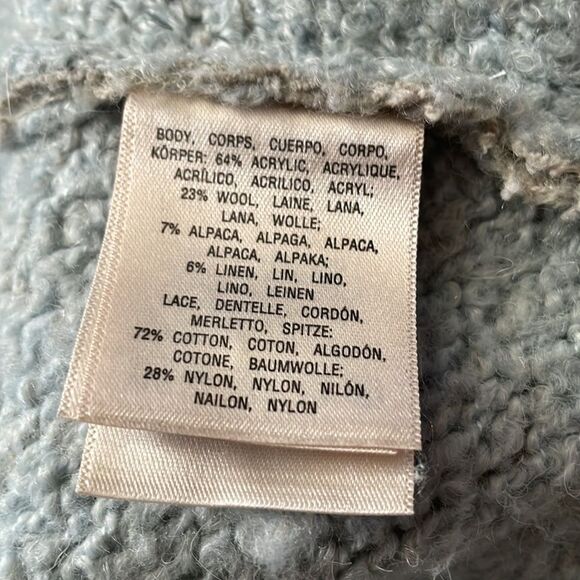 BODY, CORPS, CUERPO, CORPO,
KÖRPER: 64% ACRYLIC, ACRYLIQUE,
ACRÍLICO, ACRILICO, ACRYL;
23% WOOL, LAINE, LANA,
LANA, WOLLE;
7% ALPACA, ALPAGA, ALPACA,
ALPACA, ALPAKA;
6% LINEN, LIN, LINO,
LINO, LEINEN
LACE, DENTELLE, CORDÓN,
MERLETTO, SPITZE:
72% COTTON, COTON, ALGODÓN,
COTONE, BAUMWOLLE;
28% NYLON, NYLON, NILÓN,
NAILON, NYLON